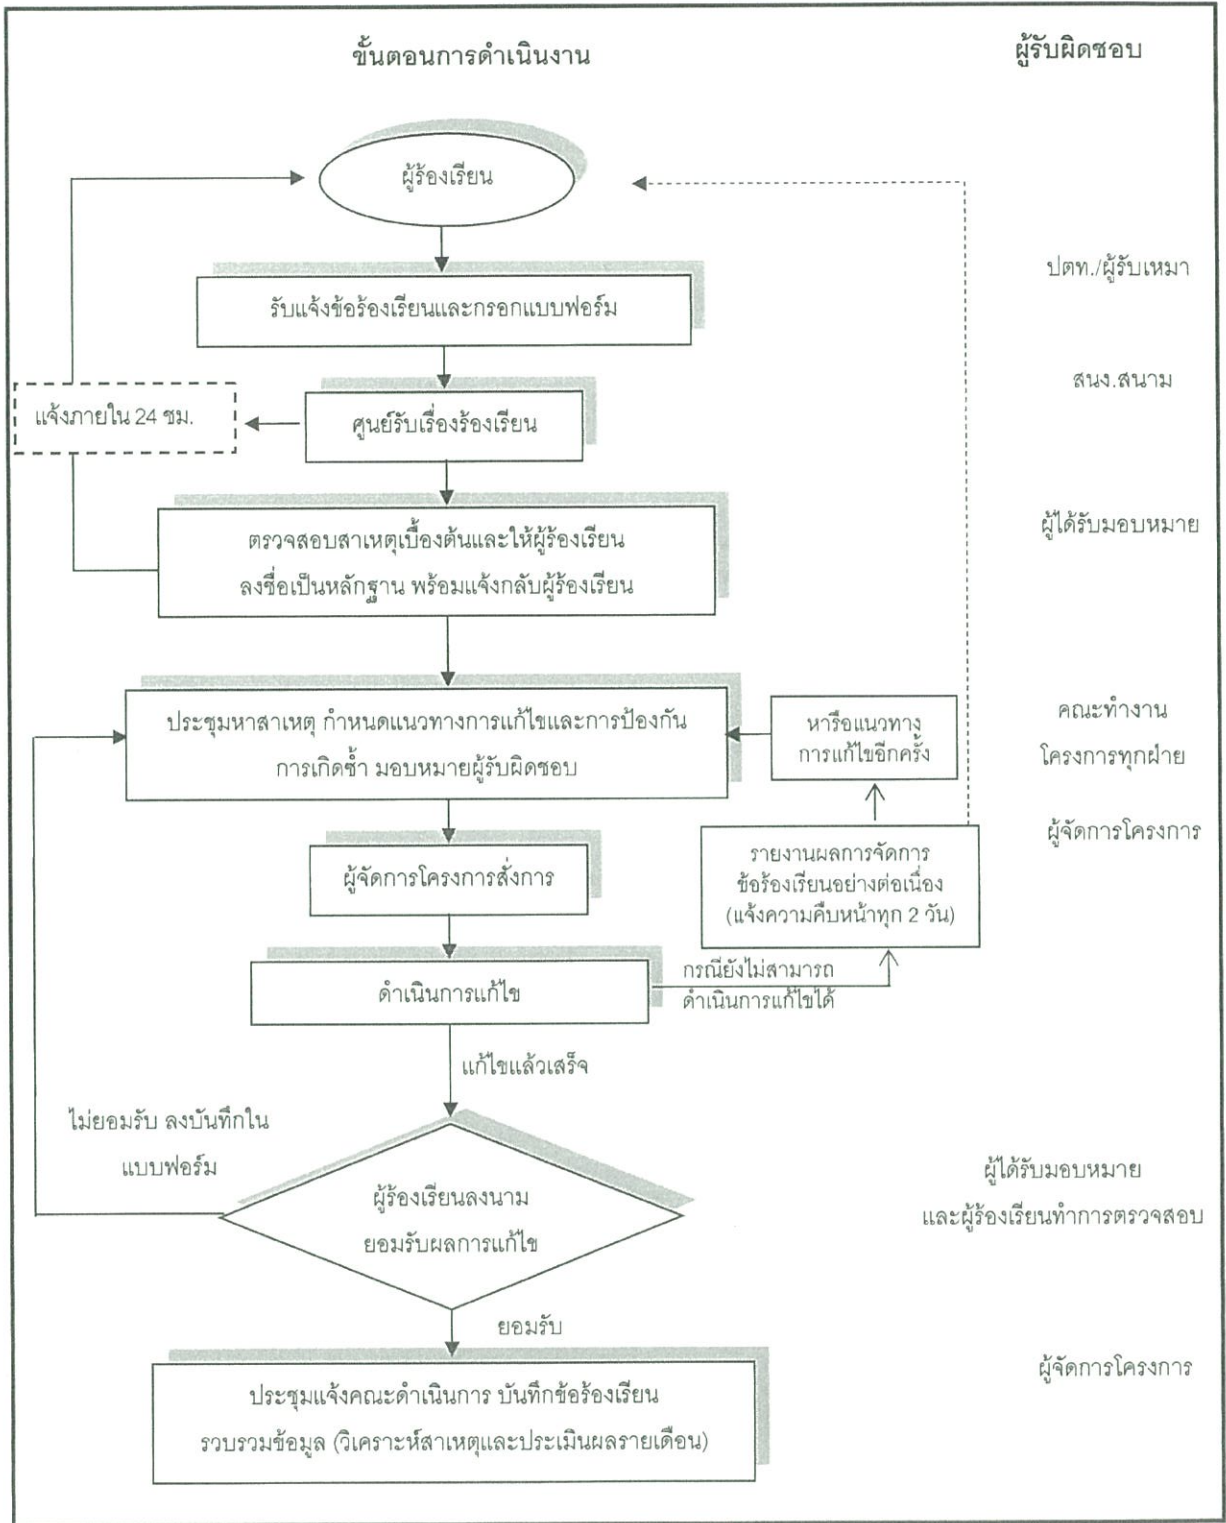 ขั้นตอนการดำเนินงาน
ผู้รับผิดชอบ
ผู้ร้องเรียน
ปตท./ผู้รับเหมา
รับแจ้งข้อร้องเรียนและกรอกแบบฟอร์ม
สนง.สนาม
แจ้งภายใน 24 ชม.
ศูนย์รับเรื่องร้องเรียน
ผู้ได้รับมอบหมาย
ตรวจสอบสาเหตุเบื้องต้นและให้ผู้ร้องเรียน
ลงชื่อเป็นหลักฐาน พร้อมแจ้งกลับผู้ร้องเรียน
ประชุมหาสาเหตุ กำหนดแนวทางการแก้ไขและการป้องกัน
การเกิดซ้ำ มอบหมายผู้รับผิดชอบ
หารือแนวทาง
การแก้ไขอีกครั้ง
คณะทำงาน
โครงการทุกฝ่าย
ผู้จัดการโครงการ
รายงานผลการจัดการ
ข้อร้องเรียนอย่างต่อเนื่อง
(แจ้งความคืบหน้าทุก 2 วัน)
ผู้จัดการโครงการสั่งการ
ดำเนินการแก้ไข
กรณียังไม่สามารถ
ดำเนินการแก้ไขได้
แก้ไขแล้วเสร็จ
ไม่ยอมรับ ลงบันทึกใน
แบบฟอร์ม
ผู้ร้องเรียนลงนาม
ยอมรับผลการแก้ไข
ผู้ได้รับมอบหมาย
และผู้ร้องเรียนทำการตรวจสอบ
ยอมรับ
ผู้จัดการโครงการ
ประชุมแจ้งคณะดำเนินการ บันทึกข้อร้องเรียน
รวบรวมข้อมูล (วิเคราะห์สาเหตุและประเมินผลรายเดือน)